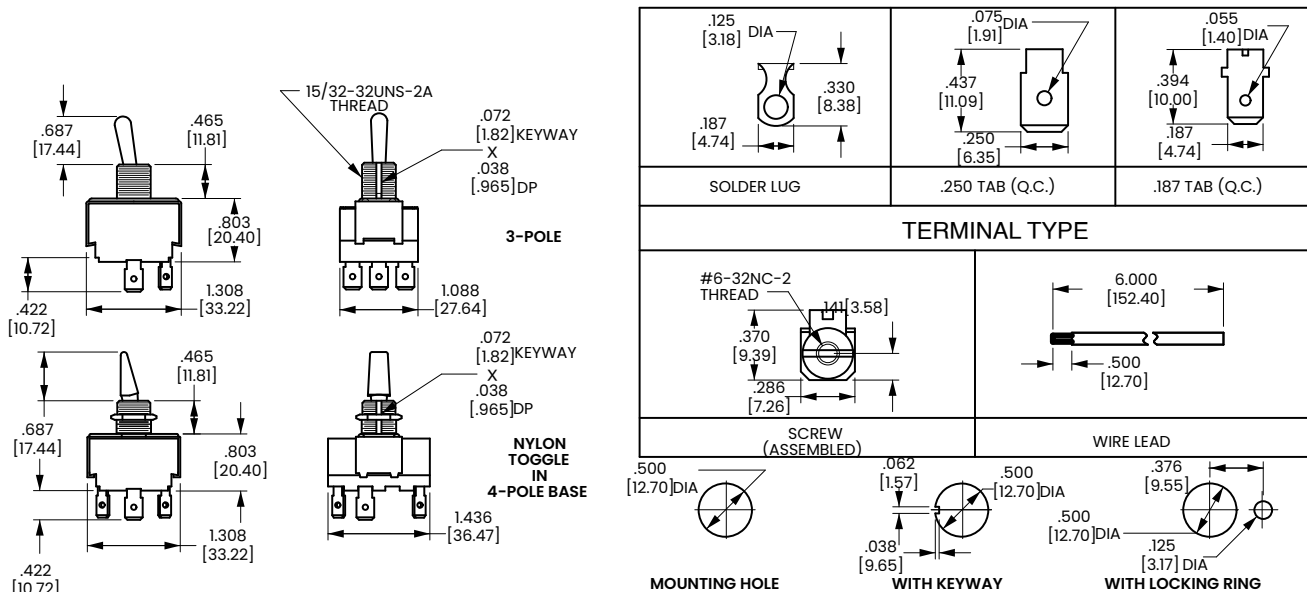 15/32-32UNS-2A
THREAD
.687
[17.44]
.465
[11.81]
.072
[1.82] KEYWAY
X
.038
[.965] DP
.803
[20.40]
3-POLE
.422
[10.72]
1.308
[33.22]
1.088
[27.64]
.465
[11.81]
.072
[1.82] KEYWAY
X
.038
[.965] DP
.687
[17.44]
.803
[20.40]
NYLON
TOGGLE
IN
4-POLE BASE
1.308
[33.22]
1.436
[36.47]
.422
[10.72]
.125
[3.18] DIA
.330
[8.38]
.187
[4.74]
SOLDER LUG
.075
[1.91] DIA
.437
[11.09]
.250
[6.35]
.250 TAB (Q.C.)
.055
[1.40] DIA
.394
[10.00]
.187
[4.74]
.187 TAB (Q.C.)
TERMINAL TYPE
#6-32NC-2
THREAD
.141 [3.58]
.370
[9.39]
.286
[7.26]
SCREW
(ASSEMBLED)
6.000
[152.40]
.500
[12.70]
WIRE LEAD
.500
[12.70] DIA
MOUNTING HOLE
.062
[1.57]
.500
[12.70] DIA
.038
[9.65]
WITH KEYWAY
.376
[9.55]
.500
[12.70] DIA
.125
[3.17] DIA
WITH LOCKING RING